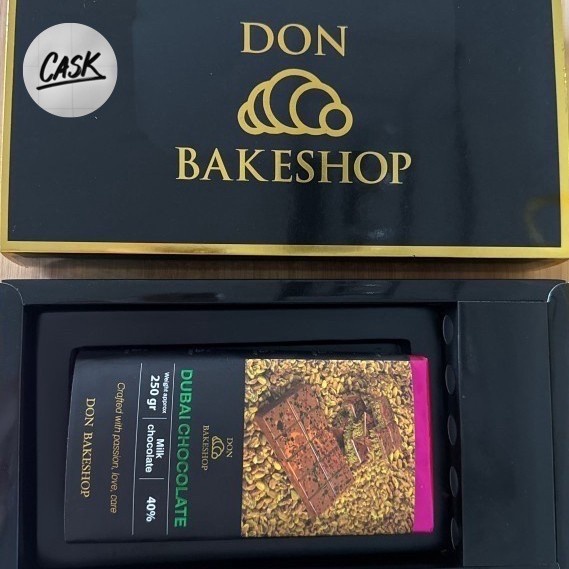 CASK
DON
BAKESHOP
DON
BAKESHOP
DUBAI CHOCOLATE
Weight approx
250 gr
Milk
chocolate
40%
Crafted with passion, love, care
DON BAKESHOP